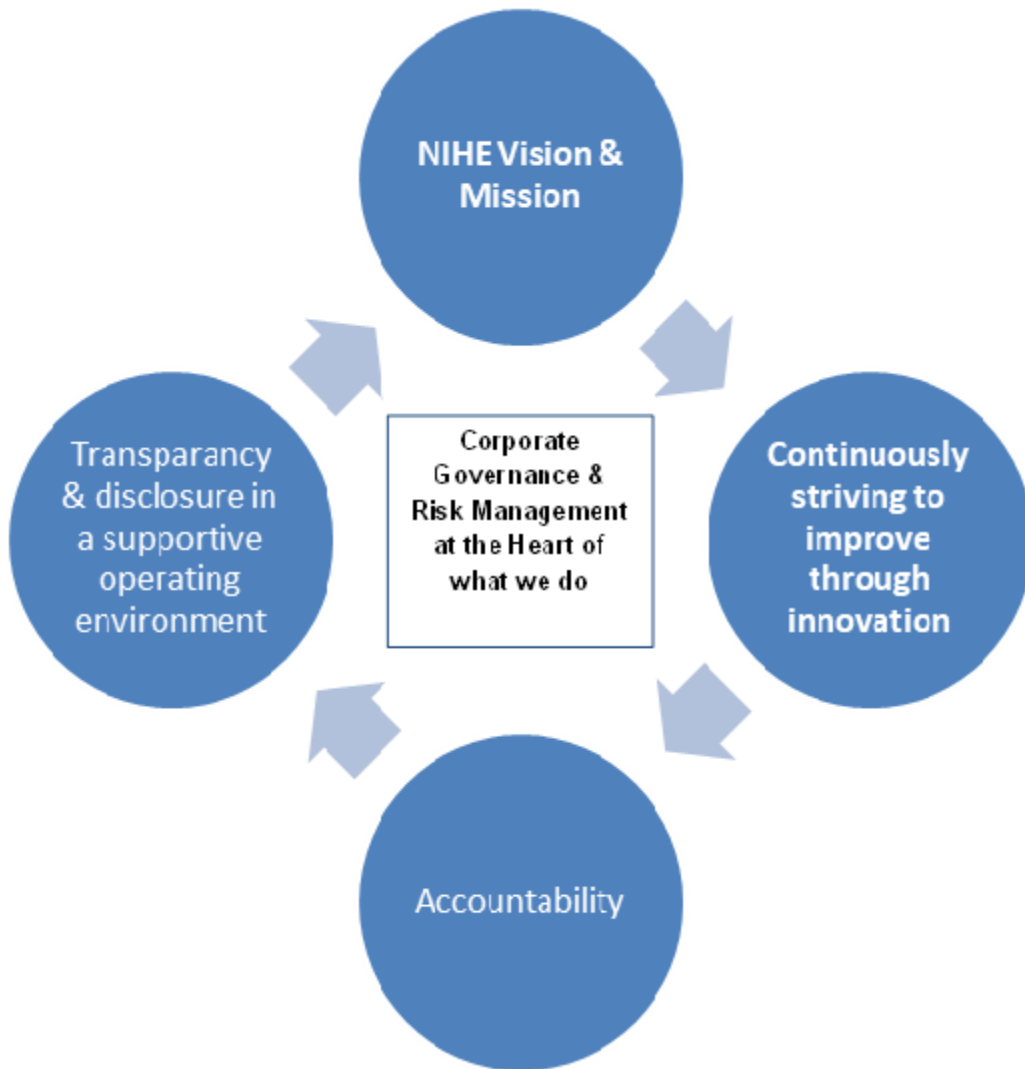 NIHE Vision &
Mission
Continuously
striving to
improve
through
innovation
Accountability
Transparancy
& disclosure in
a supportive
operating
environment
Corporate
Governance &
Risk Management
at the Heart of
what we do